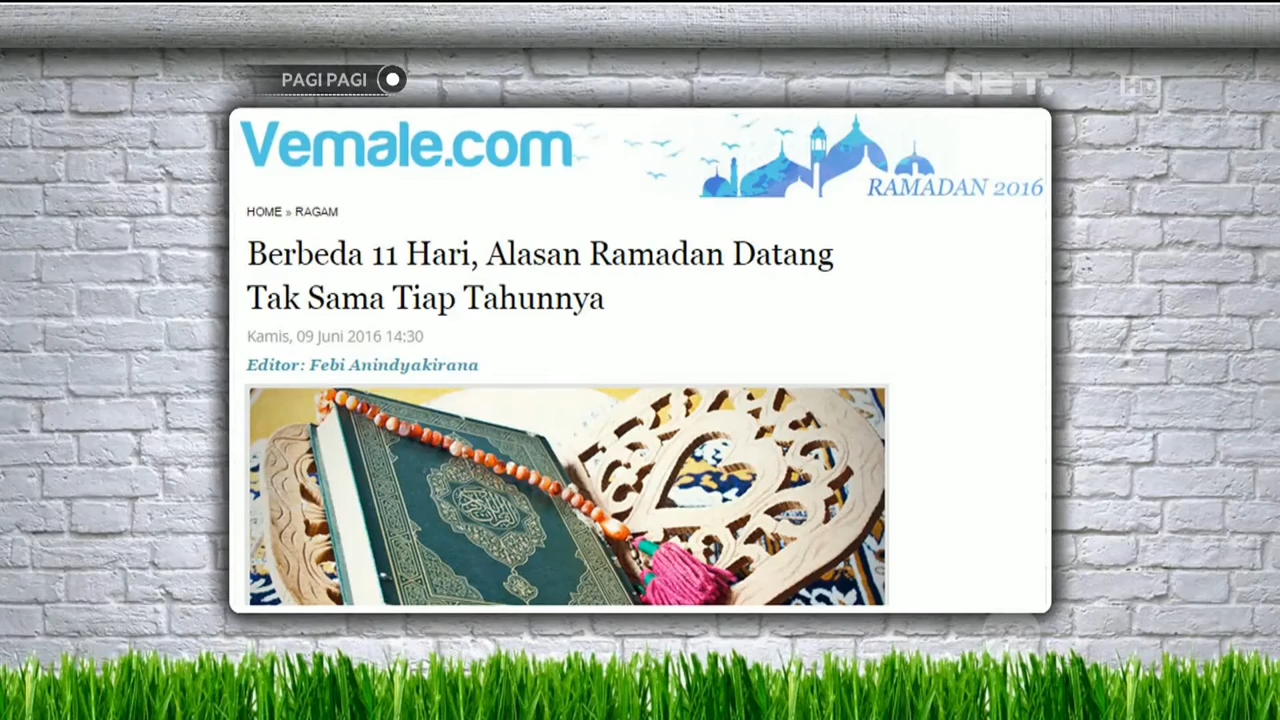 PAGI PAGI
NET.
HD
Vemale.com
RAMADAN 2016
HOME » RAGAM
Berbeda 11 Hari, Alasan Ramadan Datang
Tak Sama Tiap Tahunnya
Kamis, 09 Juni 2016 14:30
Editor: Febi Anindyakirana